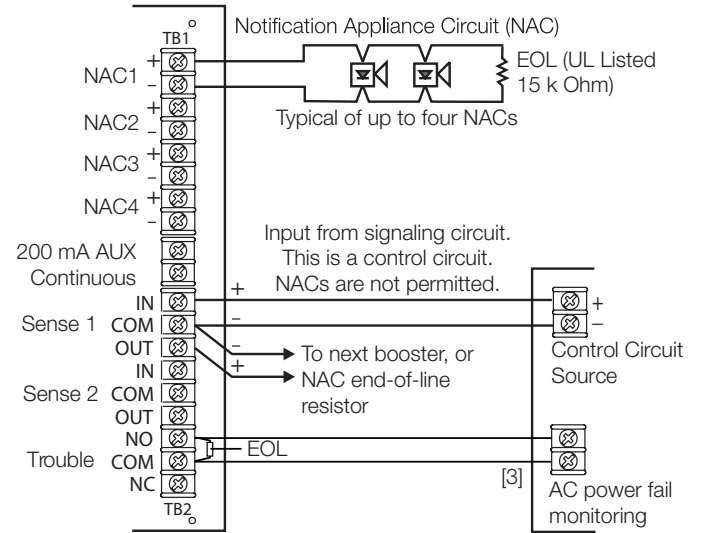 Notification Appliance Circuit (NAC)
TB1
NAC1
+
–
EOL (UL Listed
15 k Ohm)
Typical of up to four NACs
NAC2
+
–
NAC3
+
–
NAC4
+
–
200 mA AUX
Continuous
Input from signaling circuit.
This is a control circuit.
NACs are not permitted.
Sense 1
IN
COM
OUT
+
–
–
+
+
–
Control Circuit
Source
To next booster, or
NAC end-of-line
resistor
Sense 2
IN
COM
OUT
Trouble
NO
COM
NC
EOL
[3]
AC power fail
monitoring
TB2